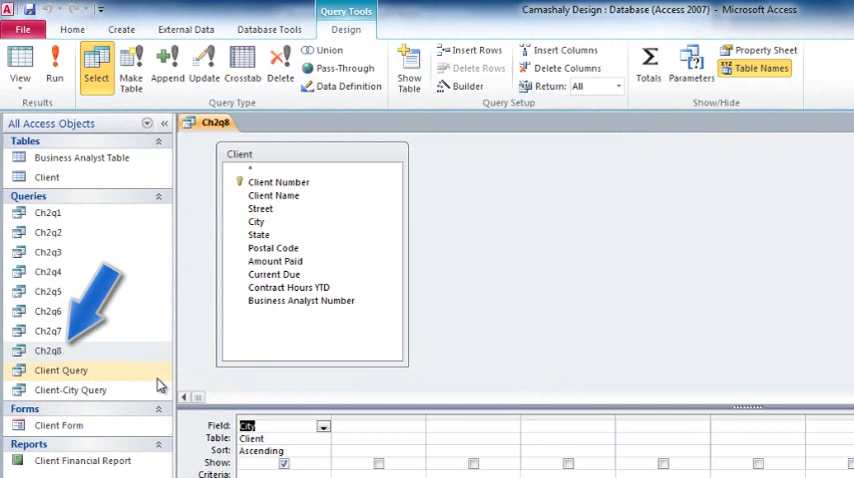 Query Tools
Camashaly Design : Database (Access 2007) - Microsoft Access
File Home Create External Data Database Tools Design
View Run Select Make Table Append Update Crosstab Delete
Union
Pass-Through
Data Definition
Show Table
Insert Rows
Delete Rows
Builder
Insert Columns
Delete Columns
Return: All
Totals Parameters
Property Sheet
Table Names
Results Query Type Query Setup Show/Hide
All Access Objects
Tables
Business Analyst Table
Client
Queries
Ch2q1
Ch2q2
Ch2q3
Ch2q4
Ch2q5
Ch2q6
Ch2q7
Ch2q8
Client Query
Client-City Query
Forms
Client Form
Reports
Client Financial Report
Ch2q8
Client
*
Client Number
Client Name
Street
City
State
Postal Code
Amount Paid
Current Due
Contract Hours YTD
Business Analyst Number
Field: City
Table: Client
Sort: Ascending
Show:
Criteria: